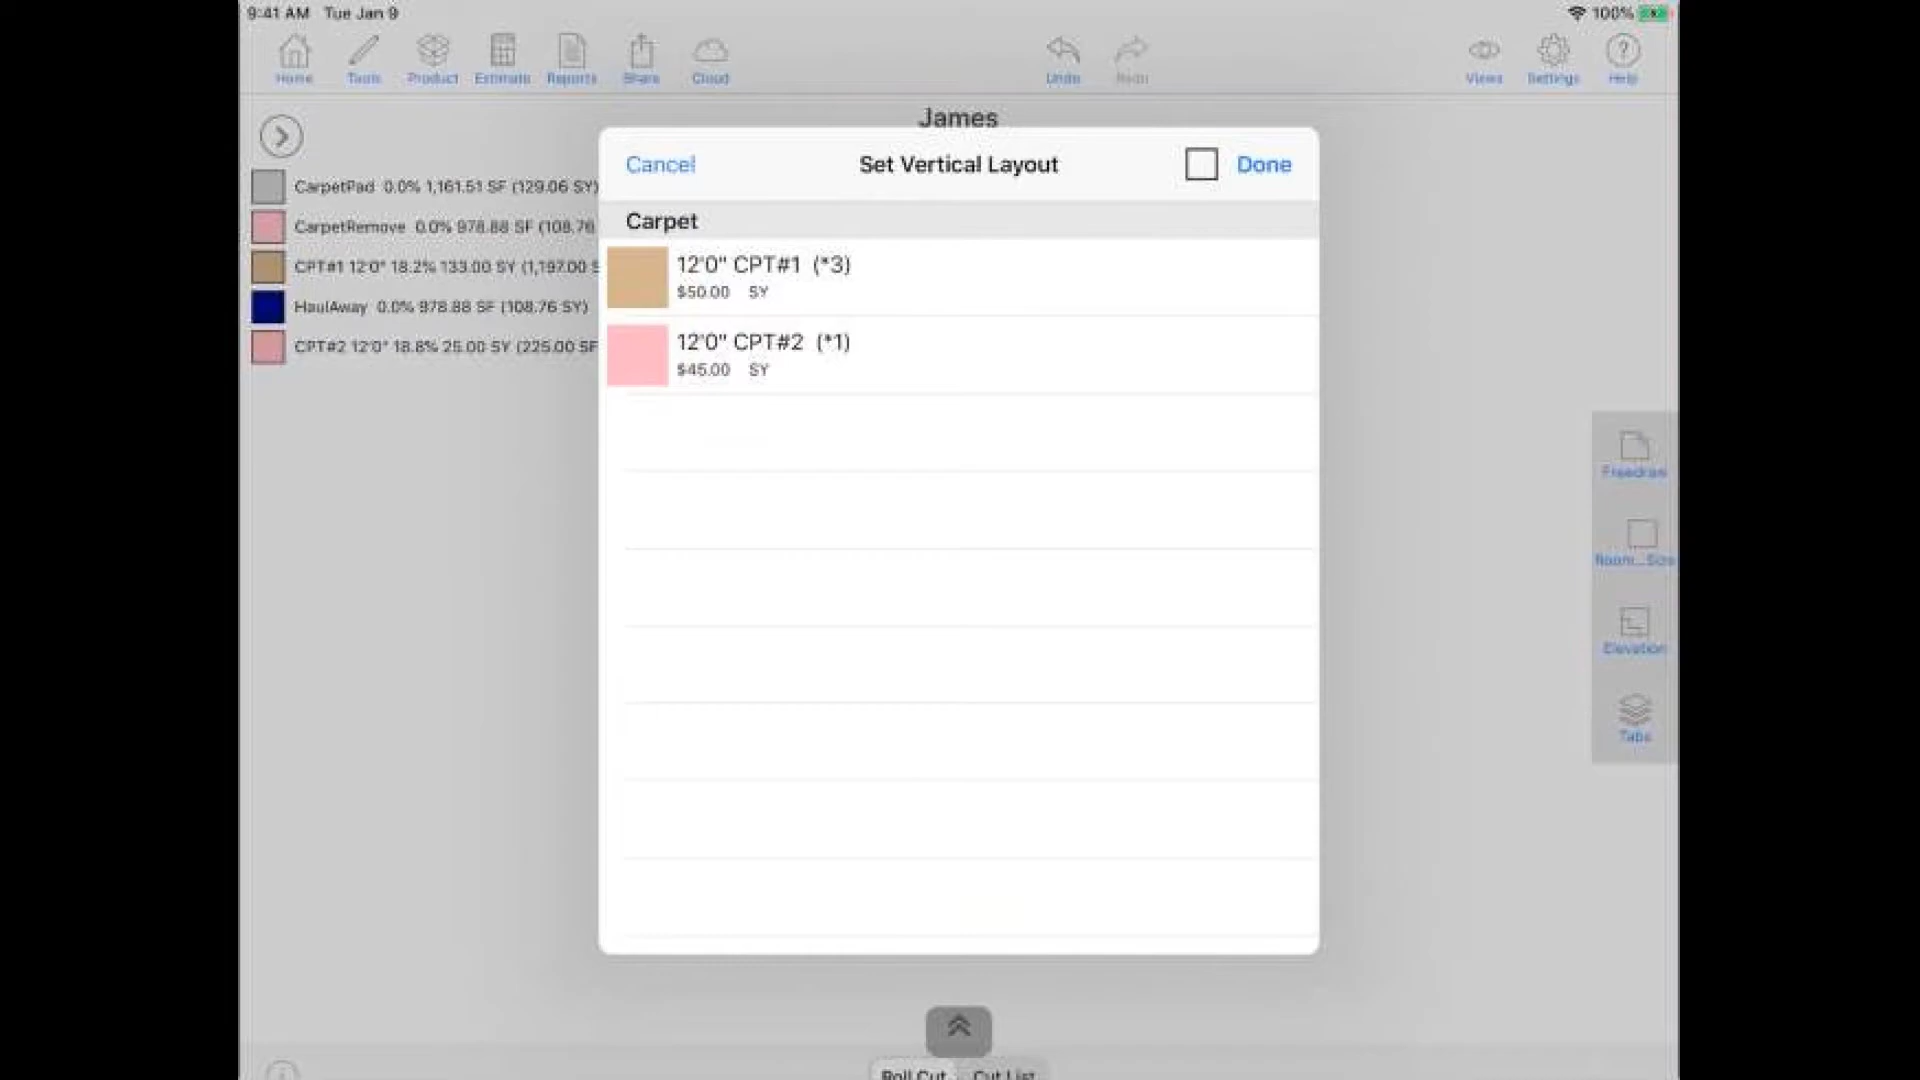 9:41 AM Tue Jan 9
100%
Home Tools Product Estimate Reports Share Cloud Undo Redo Views Settings Help
James
Cancel Set Vertical Layout Done
Carpet
12'0" CPT#1 (*3)
$50.00 SY
12'0" CPT#2 (*1)
$45.00 SY
CarpetPad 0.0% 1,161.51 SF (129.06 SY)
CarpetRemove 0.0% 978.88 SF (108.76
CPT#1 12'0" 18.2% 133.00 SY (1,197.00 S
HaulAway 0.0% 978.88 SF (108.76 SY)
CPT#2 12'0" 18.8% 25.00 SY (225.00 SF
Freedraw
Room...Size
Elevation
Tabs
Roll Cut Cut List